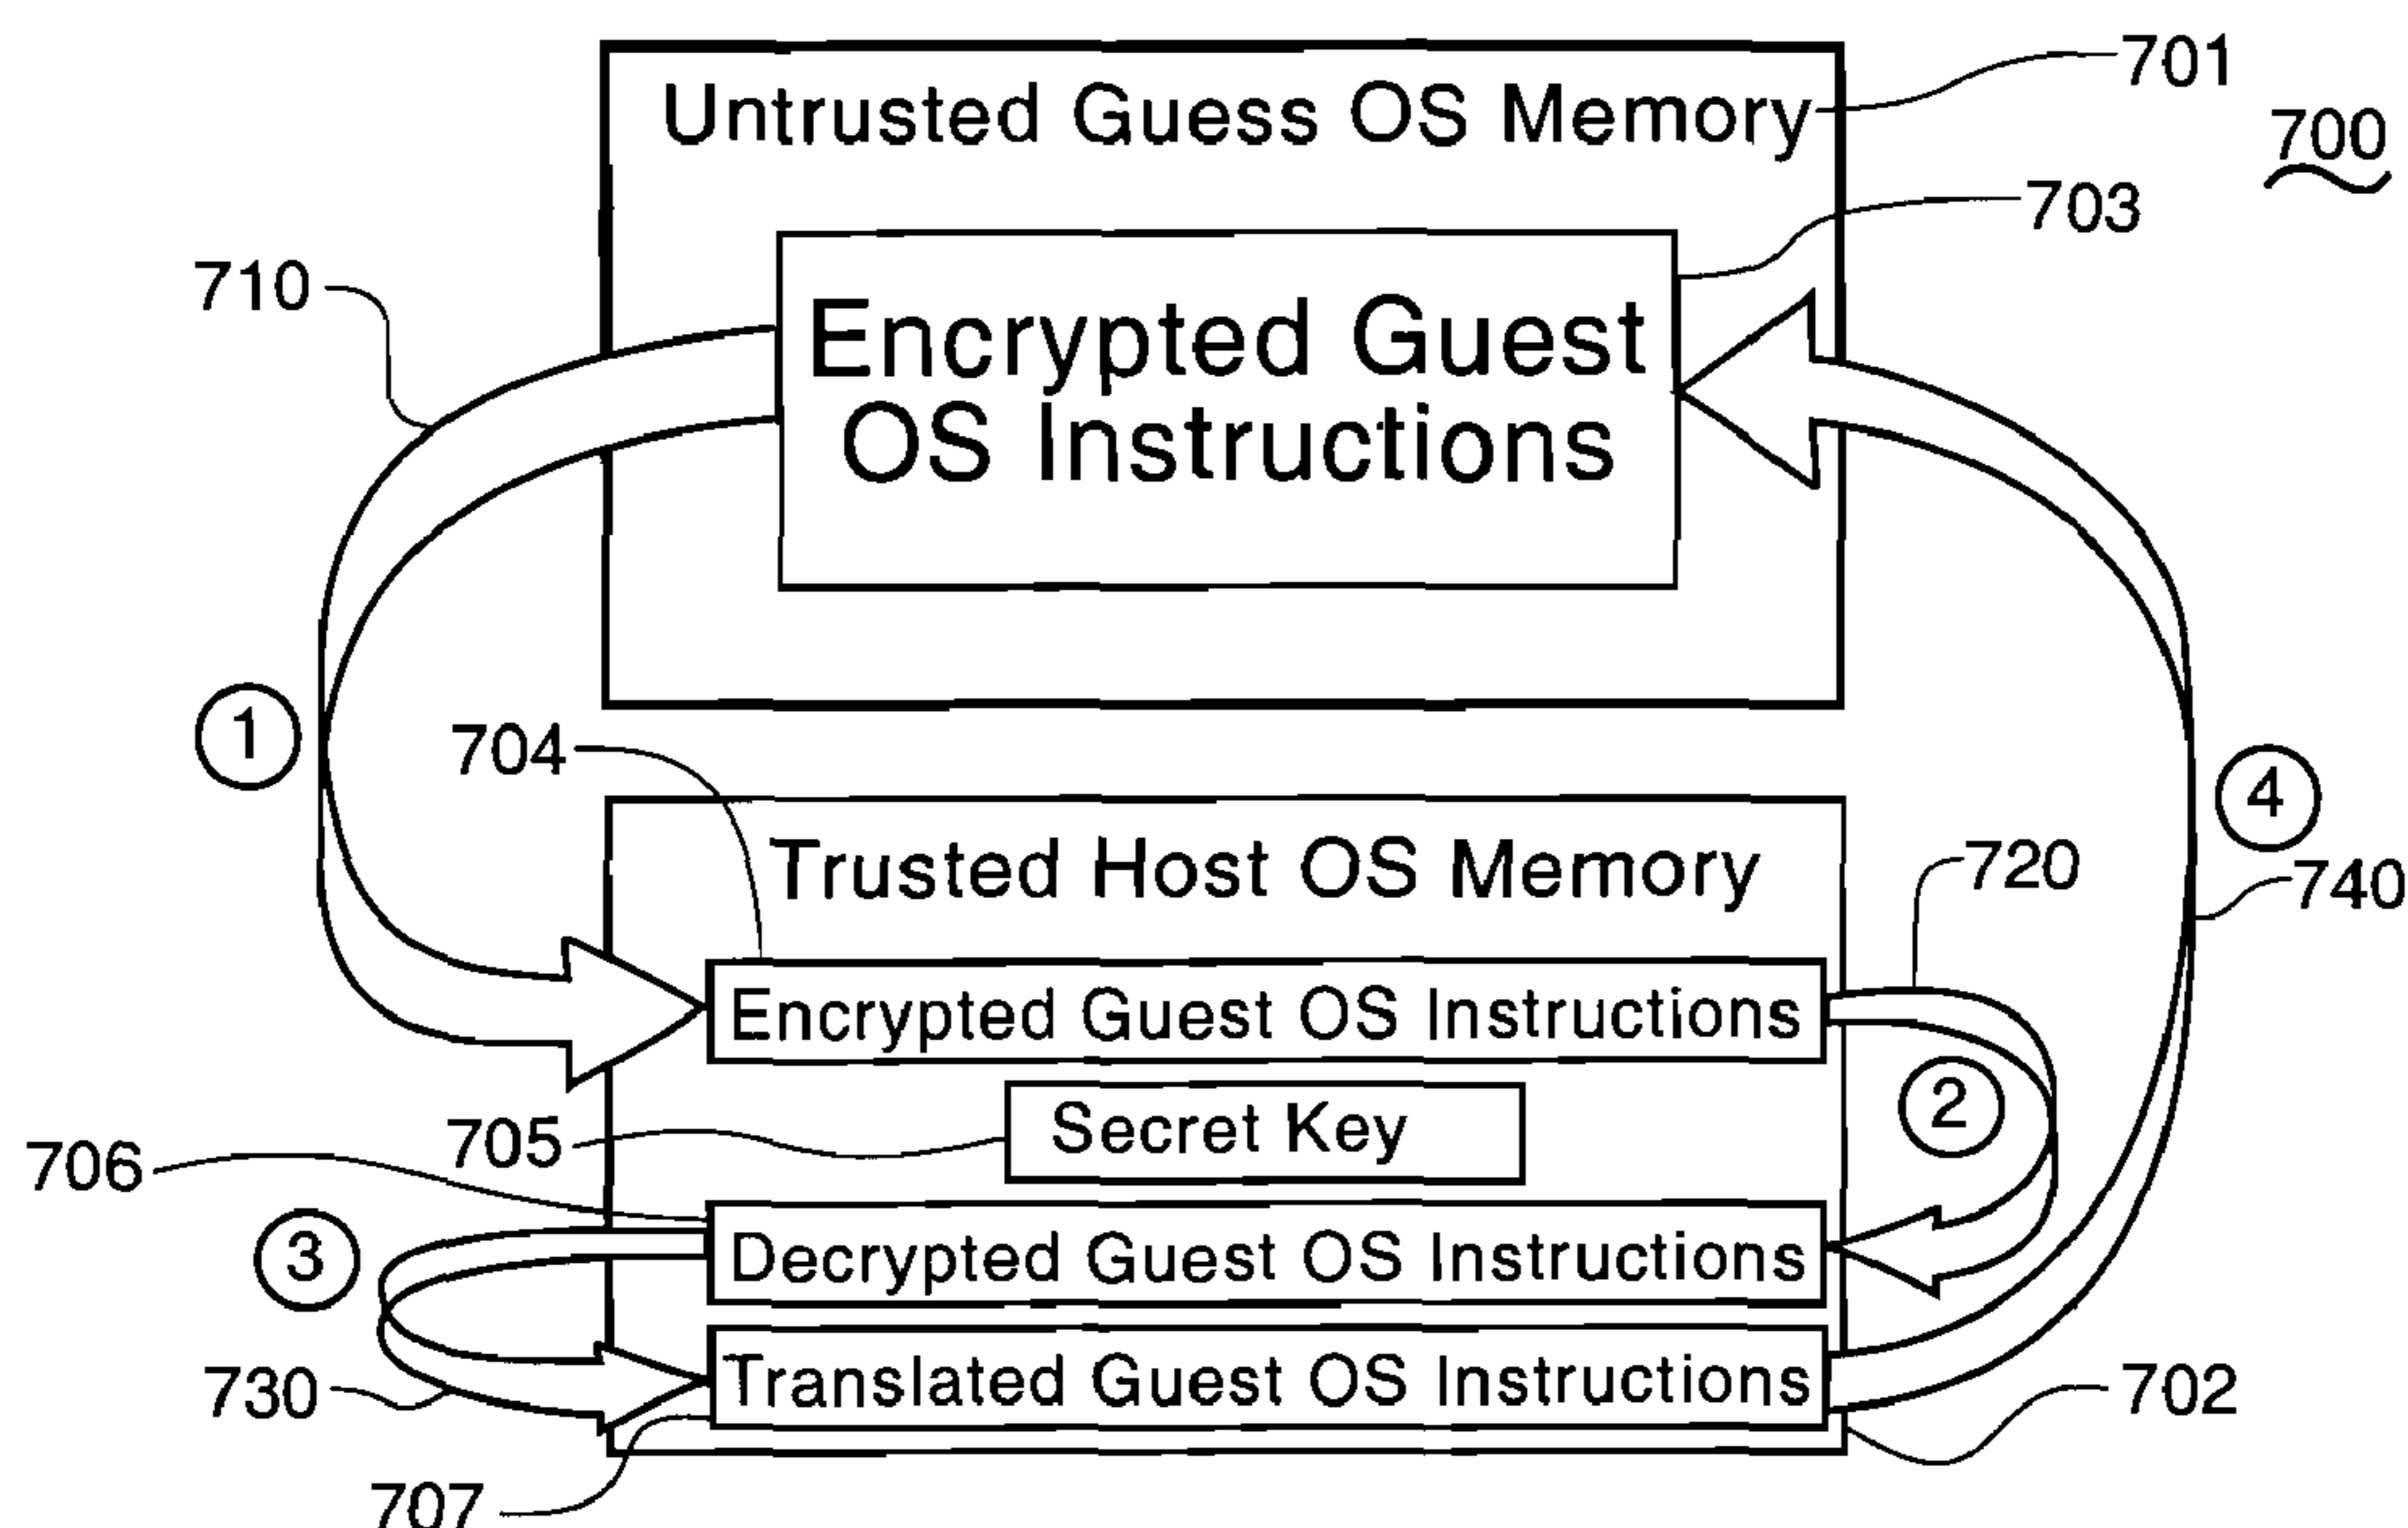 701
Untrusted Guess OS Memory
700
703
710
Encrypted Guest
OS Instructions
1
704
4
Trusted Host OS Memory
720
740
Encrypted Guest OS Instructions
2
705
Secret Key
706
3
Decrypted Guest OS Instructions
730
Translated Guest OS Instructions
702
707